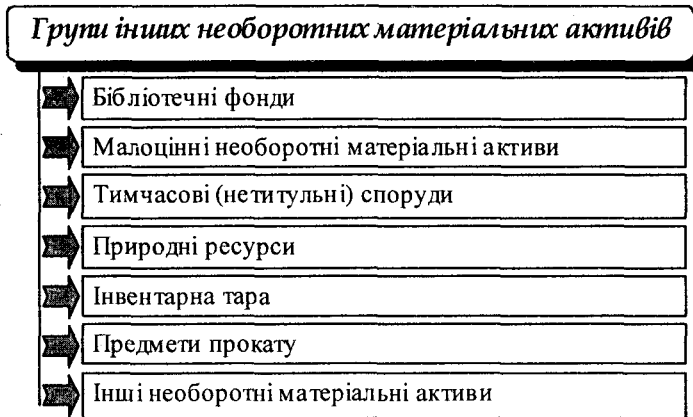 Групи інших необоротних матеріальних активів
Бібліотечні фонди
Малоцінні необоротні матеріальні активи
Тимчасові (нетитульні) споруди
Природні ресурси
Інвентарна тара
Предмети прокату
Інші необоротні матеріальні активи